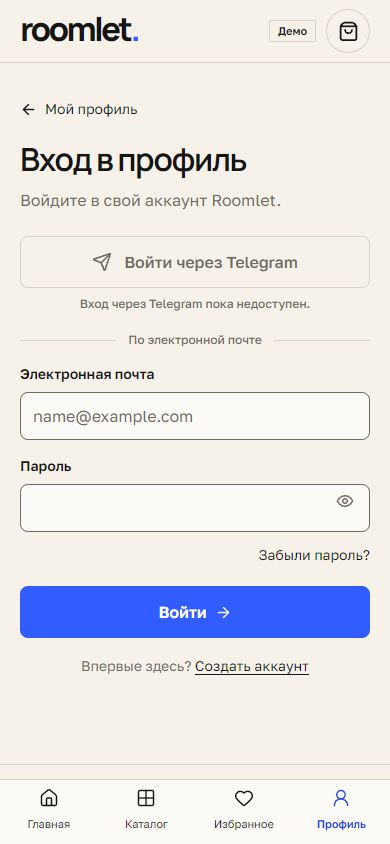 roomlet.
Демо
Мой профиль
Вход в профиль
Войдите в свой аккаунт Roomlet.
Войти через Telegram
Вход через Telegram пока недоступен.
По электронной почте
Электронная почта
name@example.com
Пароль
Забыли пароль?
Войти
Впервые здесь? Создать аккаунт
Главная
Каталог
Избранное
Профиль